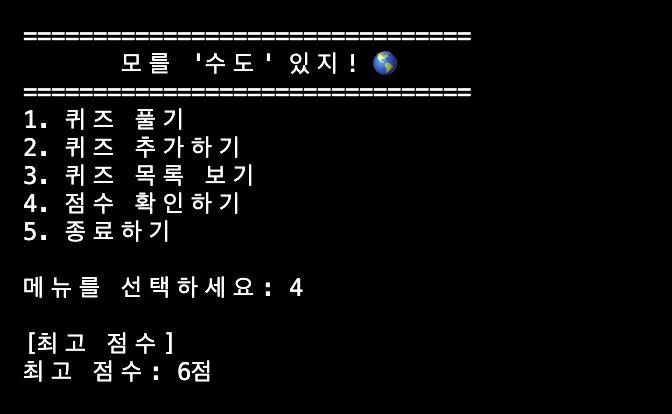 ================================
모를 '수도' 있지! 🌎
================================
1. 퀴즈 풀기
2. 퀴즈 추가하기
3. 퀴즈 목록 보기
4. 점수 확인하기
5. 종료하기
메뉴를 선택하세요: 4
[최고 점수]
최고 점수: 6점